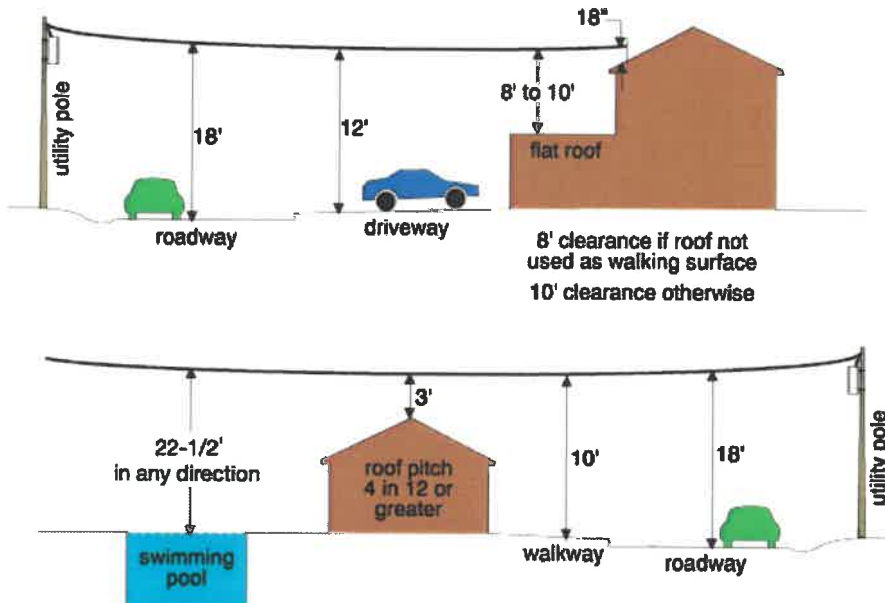 18"
8' to 10'
utility pole
18'
12'
flat roof
roadway
driveway
8' clearance if roof not
used as walking surface
10' clearance otherwise
3'
22-1/2'
in any direction
roof pitch
4 in 12 or
greater
10'
18'
utility pole
swimming
pool
walkway
roadway